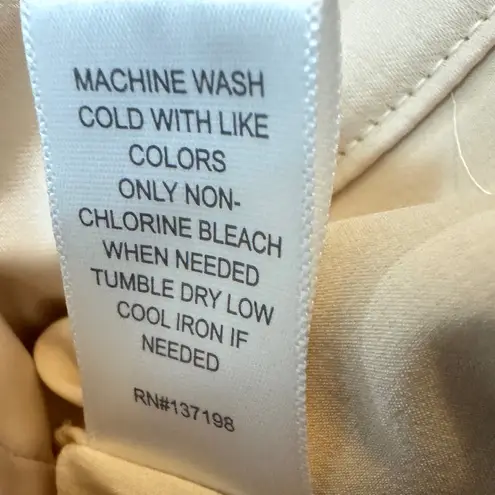 MACHINE WASH
COLD WITH LIKE
COLORS
ONLY NON-
CHLORINE BLEACH
WHEN NEEDED
TUMBLE DRY LOW
COOL IRON IF
NEEDED
RN#137198